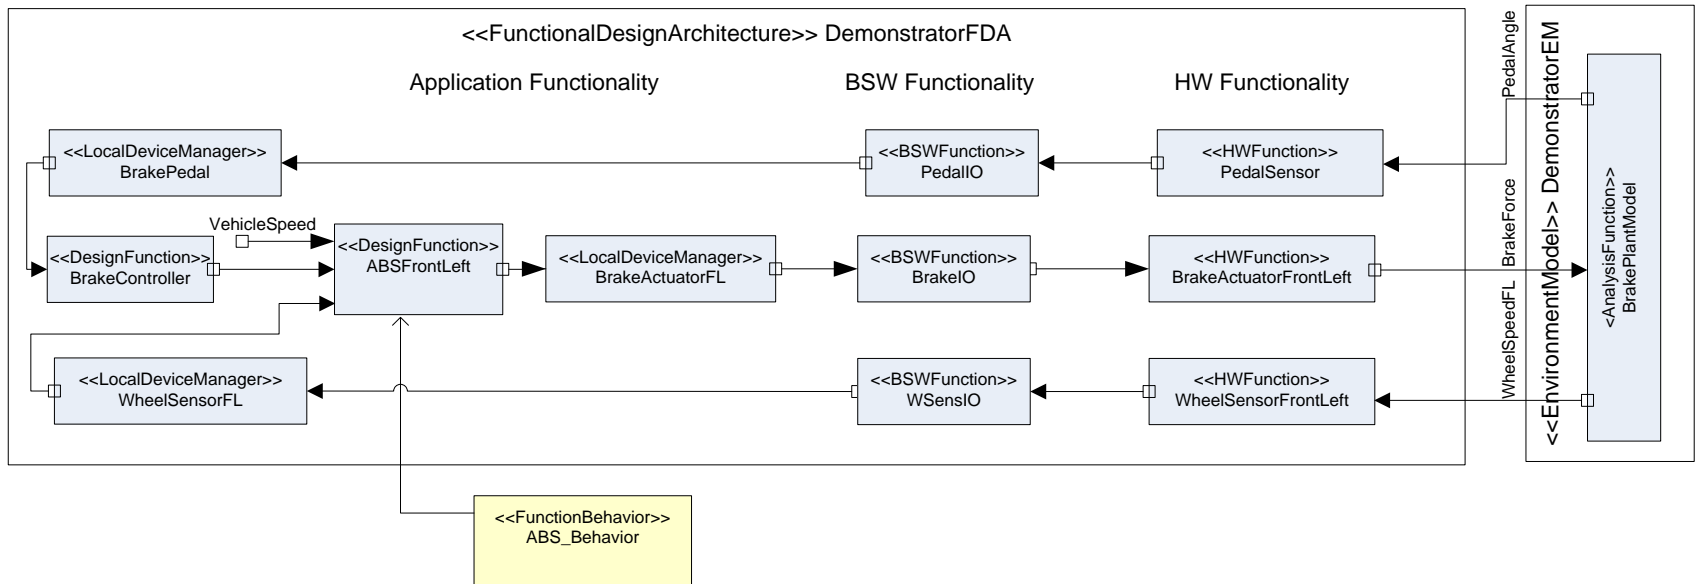 <<FunctionalDesignArchitecture>> DemonstratorFDA
Application Functionality
BSW Functionality
HW Functionality
<<LocalDeviceManager>>
BrakePedal
<<BSWFunction>>
PedalIO
<<HWFunction>>
PedalSensor
VehicleSpeed
<<DesignFunction>>
BrakeController
<<DesignFunction>>
ABSFrontLeft
<<LocalDeviceManager>>
BrakeActuatorFL
<<BSWFunction>>
BrakeIO
<<HWFunction>>
BrakeActuatorFrontLeft
<<LocalDeviceManager>>
WheelSensorFL
<<BSWFunction>>
WSensIO
<<HWFunction>>
WheelSensorFrontLeft
PedalAngle
BrakeForce
WheelSpeedFL
<<EnvironmentModel>> DemonstratorEM
<AnalysisFunction>>
BrakePlantModel
<<FunctionBehavior>>
ABS_Behavior